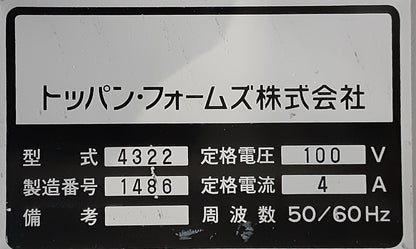 トッパン・フォームズ株式会社
型式 4322 定格電圧 100 V
製造番号 1486 定格電流 4 A
備考 周波数 50/60Hz